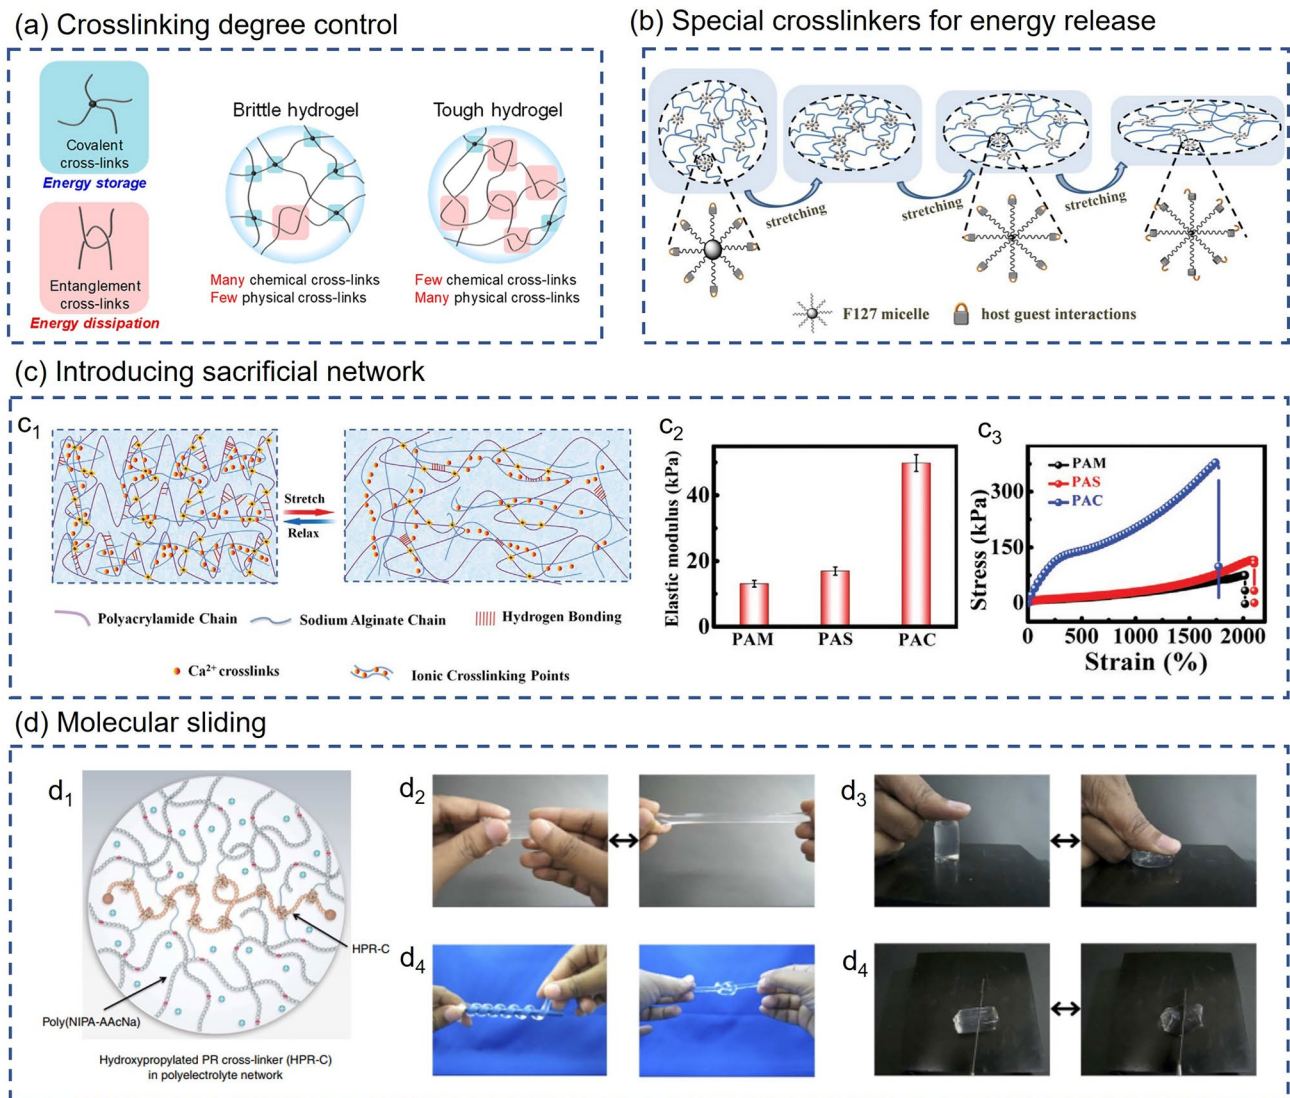 (a) Crosslinking degree control
Covalent
cross-links
Energy storage
Entanglement
cross-links
Energy dissipation
Brittle hydrogel
Many chemical cross-links
Few physical cross-links
Tough hydrogel
Few chemical cross-links
Many physical cross-links
(b) Special crosslinkers for energy release
stretching
stretching
stretching
F127 micelle
host guest interactions
(c) Introducing sacrificial network
c1
Stretch
Relax
Polyacrylamide Chain
Sodium Alginate Chain
Hydrogen Bonding
Ca2+ crosslinks
Ionic Crosslinking Points
c2
Elastic modulus (kPa)
40
20
0
PAM
PAS
PAC
c3
Stress (kPa)
300
150
0
PAM
PAS
PAC
0
500
1000
1500
2000
Strain (%)
(d) Molecular sliding
d1
HPR-C
Poly(NIPA-AAcNa)
Hydroxypropylated PR cross-linker (HPR-C)
in polyelectrolyte network
d2
d3
d4
d4